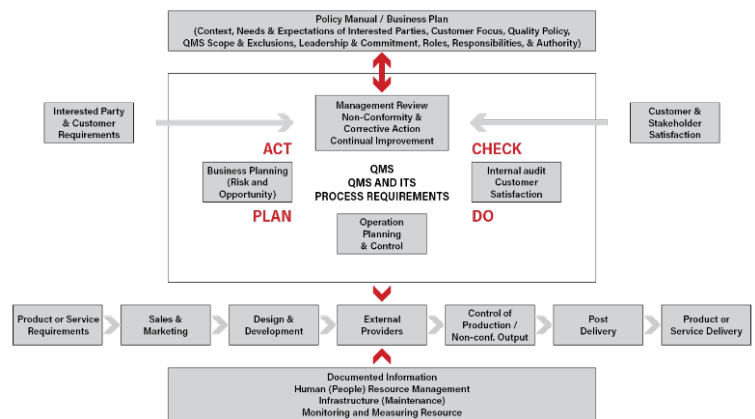 Policy Manual / Business Plan
(Context, Needs & Expectations of Interested Parties, Customer Focus, Quality Policy,
QMS Scope & Exclusions, Leadership & Commitment, Roles, Responsibilities, & Authority)
Interested Party
& Customer
Requirements
Management Review
Non-Conformity &
Corrective Action
Continual Improvement
Customer &
Stakeholder
Satisfaction
ACT
CHECK
Business Planning
(Risk and
Opportunity)
QMS
QMS AND ITS
PROCESS REQUIREMENTS
Internal audit
Customer
Satisfaction
PLAN
DO
Operation
Planning
& Control
Product or Service
Requirements
Sales &
Marketing
Design &
Development
External
Providers
Control of
Production /
Non-conf. Output
Post
Delivery
Product or
Service Delivery
Documented Information
Human (People) Resource Management
Infrastructure (Maintenance)
Monitoring and Measuring Resource